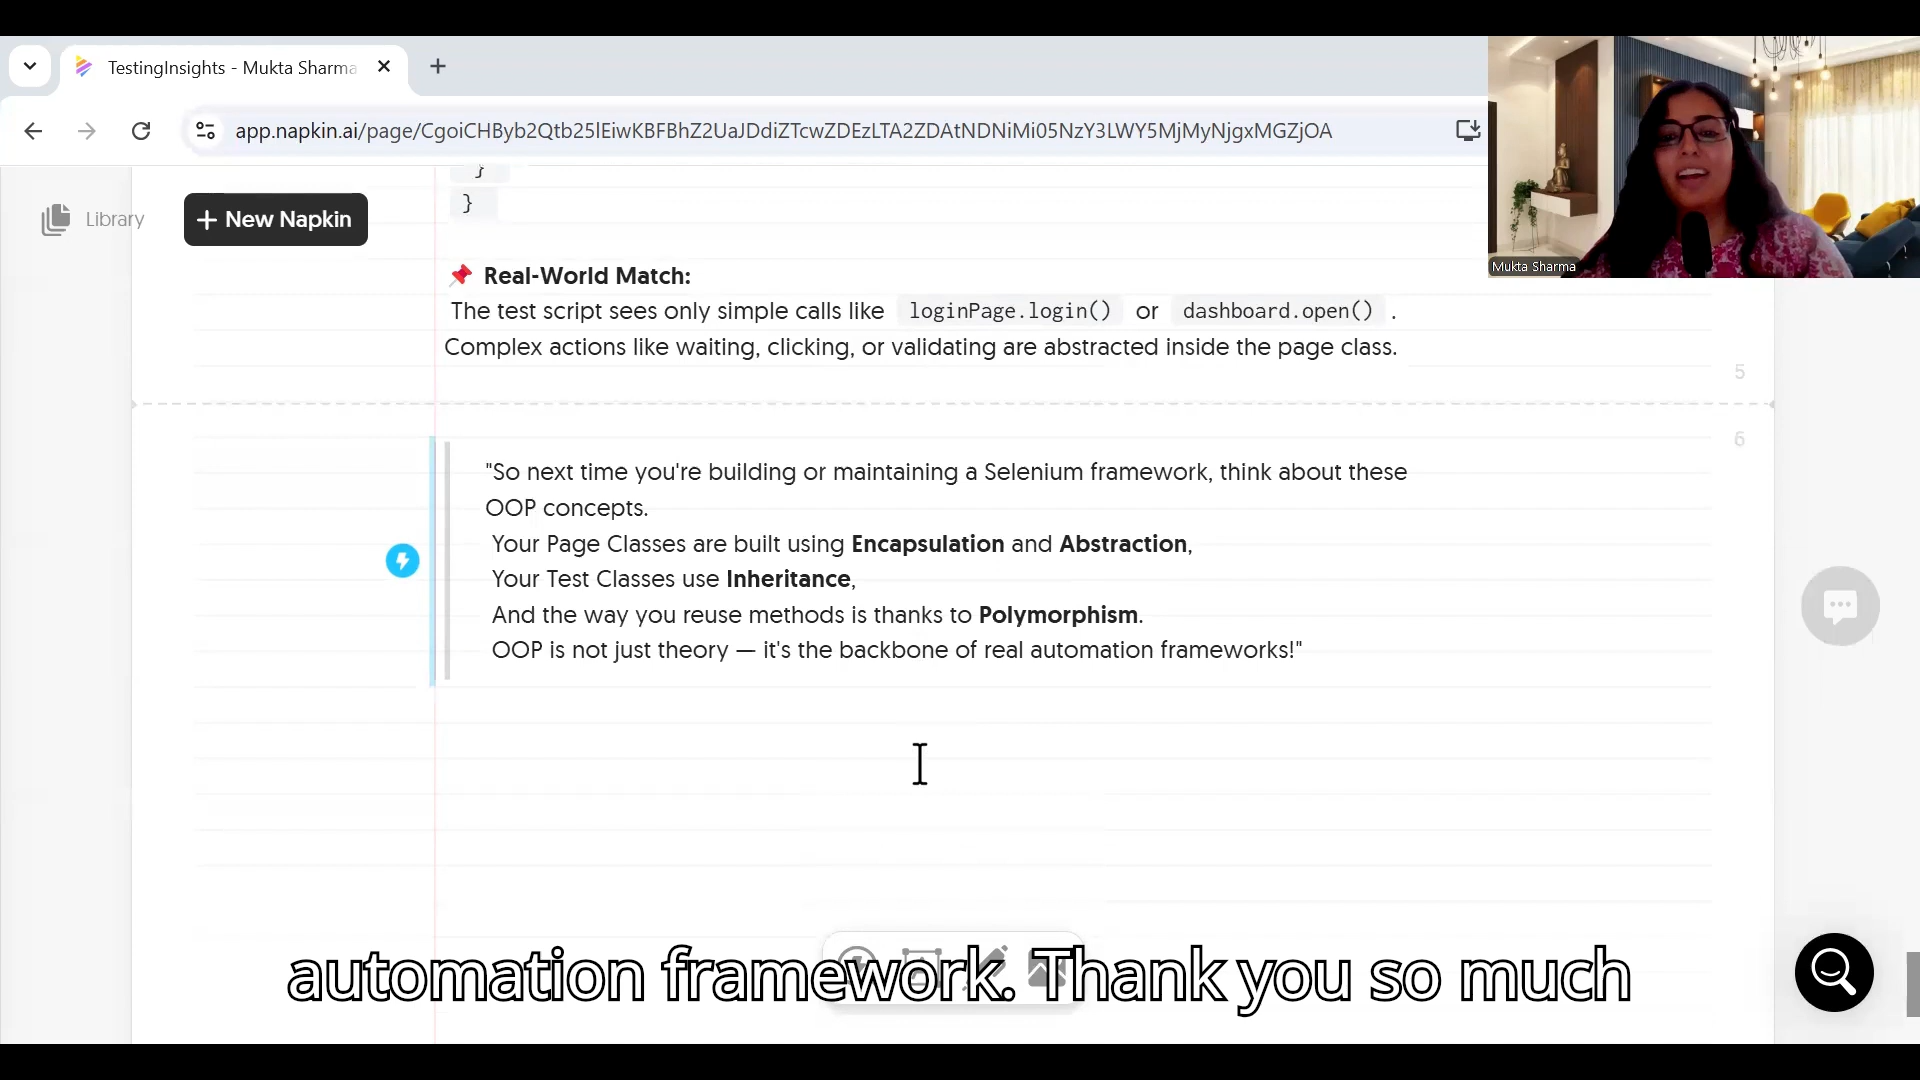 TestingInsights - Mukta Sharma
app.napkin.ai/page/CgoiCHByb2Qtb25lEiwKBFBhZ2UaJDdiZTcwZDEzLTA2ZDAtNDNiMi05NzY3LWY5MjMyNjgxMGZjOA
Mukta Sharma
Library
+ New Napkin
}
}
📌 Real-World Match:
The test script sees only simple calls like loginPage.login() or dashboard.open() .
Complex actions like waiting, clicking, or validating are abstracted inside the page class.
5
6
"So next time you're building or maintaining a Selenium framework, think about these
OOP concepts.
Your Page Classes are built using Encapsulation and Abstraction,
Your Test Classes use Inheritance,
And the way you reuse methods is thanks to Polymorphism.
OOP is not just theory — it's the backbone of real automation frameworks!"
automation framework. Thank you so much